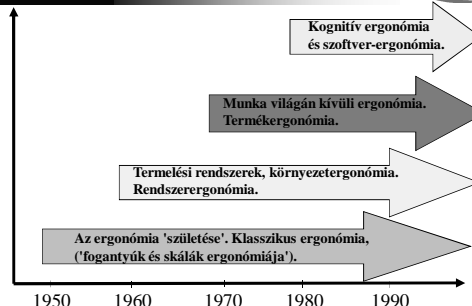 Kognitív ergonómia
és szoftver-ergonómia.
Munka világán kívüli ergonómia.
Termékergonómia.
Termelési rendszerek, környezetergonómia.
Rendszerergonómia.
Az ergonómia 'születése'. Klasszikus ergonómia,
('fogantyúk és skálák ergonómiája').
1950 1960 1970 1980 1990